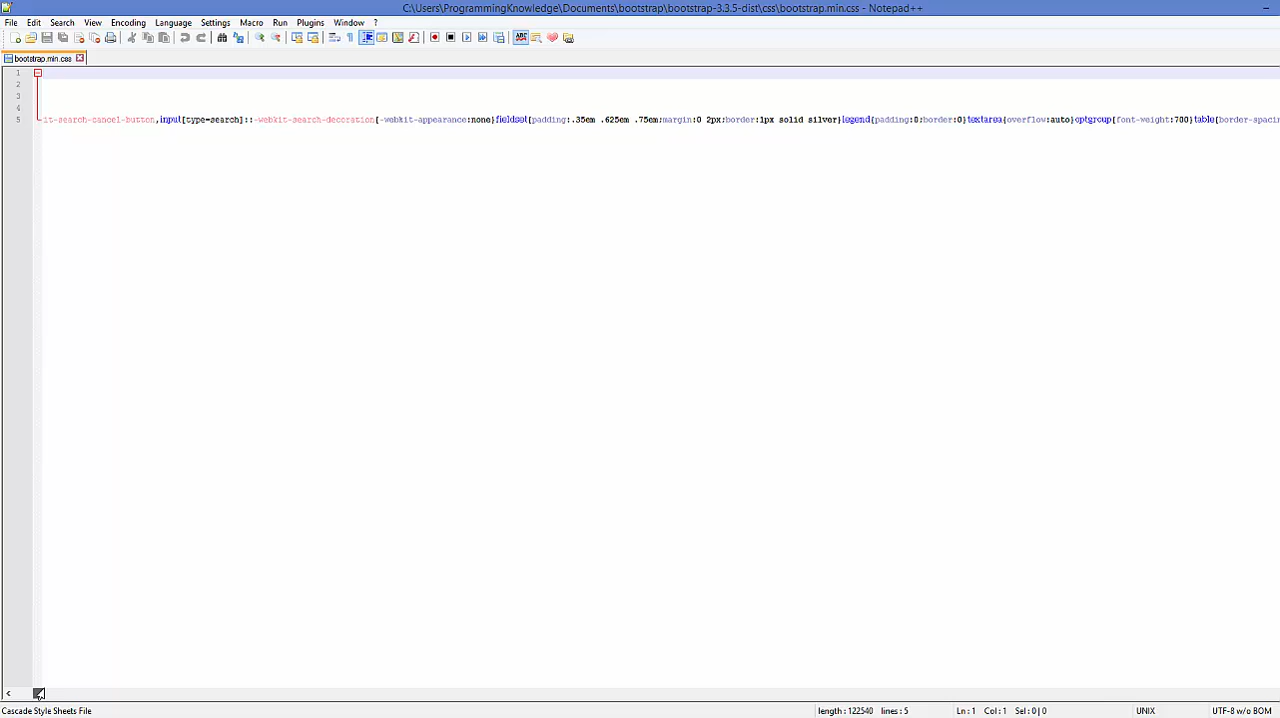 C:\Users\ProgrammingKnowledge\Documents\bootstrap\bootstrap-3.3.5-dist\css\bootstrap.min.css - Notepad++
File Edit Search View Encoding Language Settings Macro Run Plugins Window ?
bootstrap.min.css
1
2
3
4
5 it-search-cancel-button,input[type=search]::-webkit-search-decoration{-webkit-appearance:none}fieldset{padding:.35em .625em .75em;margin:0 2px;border:1px solid silver}legend{padding:0;border:0}textarea{overflow:auto}optgroup{font-weight:700}table{border-spacin
Cascade Style Sheets File length : 122540 lines : 5 Ln : 1 Col : 1 Sel : 0 | 0 UNIX UTF-8 w/o BOM